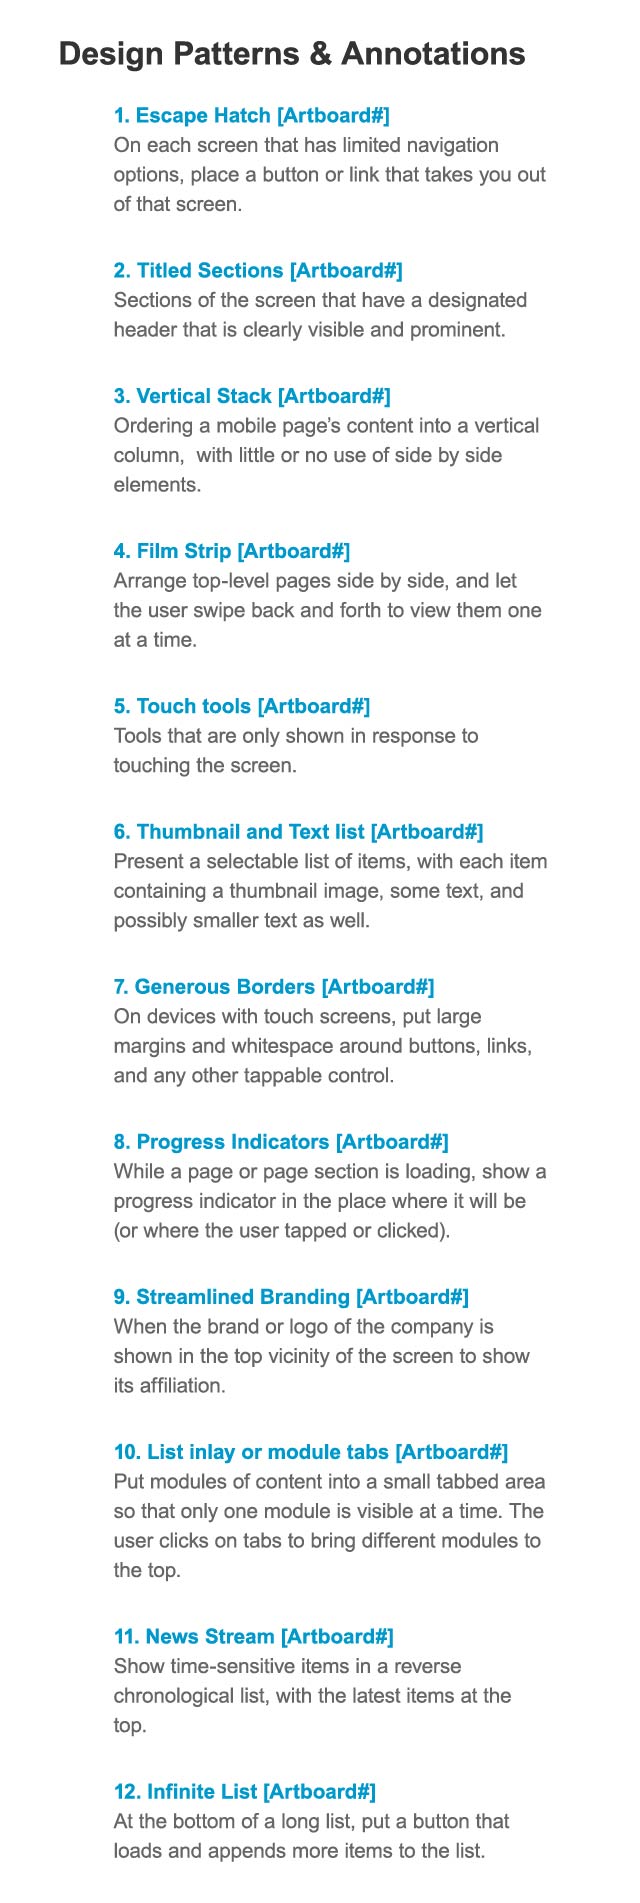 Design Patterns & Annotations
1. Escape Hatch [Artboard#]
On each screen that has limited navigation
options, place a button or link that takes you out
of that screen.
2. Titled Sections [Artboard#]
Sections of the screen that have a designated
header that is clearly visible and prominent.
3. Vertical Stack [Artboard#]
Ordering a mobile page’s content into a vertical
column,  with little or no use of side by side
elements.
4. Film Strip [Artboard#]
Arrange top-level pages side by side, and let
the user swipe back and forth to view them one
at a time.
5. Touch tools [Artboard#]
Tools that are only shown in response to
touching the screen.
6. Thumbnail and Text list [Artboard#]
Present a selectable list of items, with each item
containing a thumbnail image, some text, and
possibly smaller text as well.
7. Generous Borders [Artboard#]
On devices with touch screens, put large
margins and whitespace around buttons, links,
and any other tappable control.
8. Progress Indicators [Artboard#]
While a page or page section is loading, show a
progress indicator in the place where it will be
(or where the user tapped or clicked).
9. Streamlined Branding [Artboard#]
When the brand or logo of the company is
shown in the top vicinity of the screen to show
its affiliation.
10. List inlay or module tabs [Artboard#]
Put modules of content into a small tabbed area
so that only one module is visible at a time. The
user clicks on tabs to bring different modules to
the top.
11. News Stream [Artboard#]
Show time-sensitive items in a reverse
chronological list, with the latest items at the
top.
12. Infinite List [Artboard#]
At the bottom of a long list, put a button that
loads and appends more items to the list.